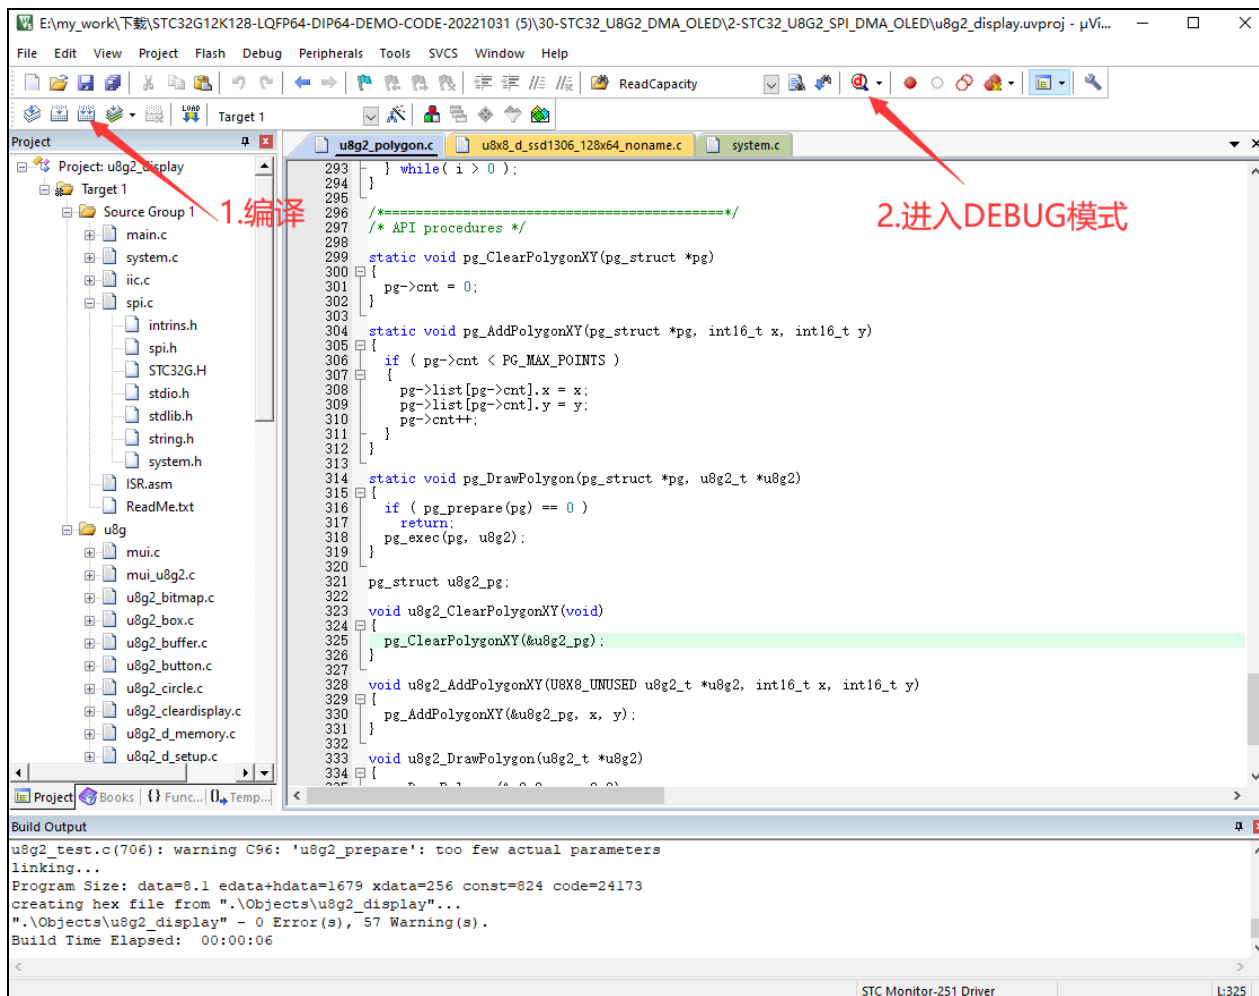 E:\my_work\下载\STC32G12K128-LQFP64-DIP64-DEMO-CODE-20221031 (5)\30-STC32_U8G2_DMA_OLED\2-STC32_U8G2_SPI_DMA_OLED\u8g2_display.uvproj - µVi...
File Edit View Project Flash Debug Peripherals Tools SVCS Window Help
ReadCapacity
LOAD
Target 1
Project
Project: u8g2_display
Target 1
Source Group 1
main.c
system.c
iic.c
spi.c
intrins.h
spi.h
STC32G.H
stdio.h
stdlib.h
string.h
system.h
ISR.asm
ReadMe.txt
u8g
mui.c
mui_u8g2.c
u8g2_bitmap.c
u8g2_box.c
u8g2_buffer.c
u8g2_button.c
u8g2_circle.c
u8g2_cleardisplay.c
u8g2_d_memory.c
u8g2_d_setup.c
Project Books {} Func... Temp...
1.编译
2.进入DEBUG模式
u8g2_polygon.c u8x8_d_ssd1306_128x64_noname.c system.c
293 } while( i > 0 );
294 }
295
296 /*===========================================*/
297 /* API procedures */
298
299 static void pg_ClearPolygonXY(pg_struct *pg)
300 {
301 pg->cnt = 0;
302 }
303
304 static void pg_AddPolygonXY(pg_struct *pg, int16_t x, int16_t y)
305 {
306 if ( pg->cnt < PG_MAX_POINTS )
307 {
308 pg->list[pg->cnt].x = x;
309 pg->list[pg->cnt].y = y;
310 pg->cnt++;
311 }
312 }
313
314 static void pg_DrawPolygon(pg_struct *pg, u8g2_t *u8g2)
315 {
316 if ( pg_prepare(pg) == 0 )
317 return;
318 pg_exec(pg, u8g2);
319 }
320
321 pg_struct u8g2_pg;
322
323 void u8g2_ClearPolygonXY(void)
324 {
325 pg_ClearPolygonXY(&u8g2_pg);
326 }
327
328 void u8g2_AddPolygonXY(U8X8_UNUSED u8g2_t *u8g2, int16_t x, int16_t y)
329 {
330 pg_AddPolygonXY(&u8g2_pg, x, y);
331 }
332
333 void u8g2_DrawPolygon(u8g2_t *u8g2)
334 {
Build Output
u8g2_test.c(706): warning C96: 'u8g2_prepare': too few actual parameters
linking...
Program Size: data=8.1 edata+hdata=1679 xdata=256 const=824 code=24173
creating hex file from ".\Objects\u8g2_display"...
".\Objects\u8g2_display" - 0 Error(s), 57 Warning(s).
Build Time Elapsed:  00:00:06
STC Monitor-251 Driver L:325